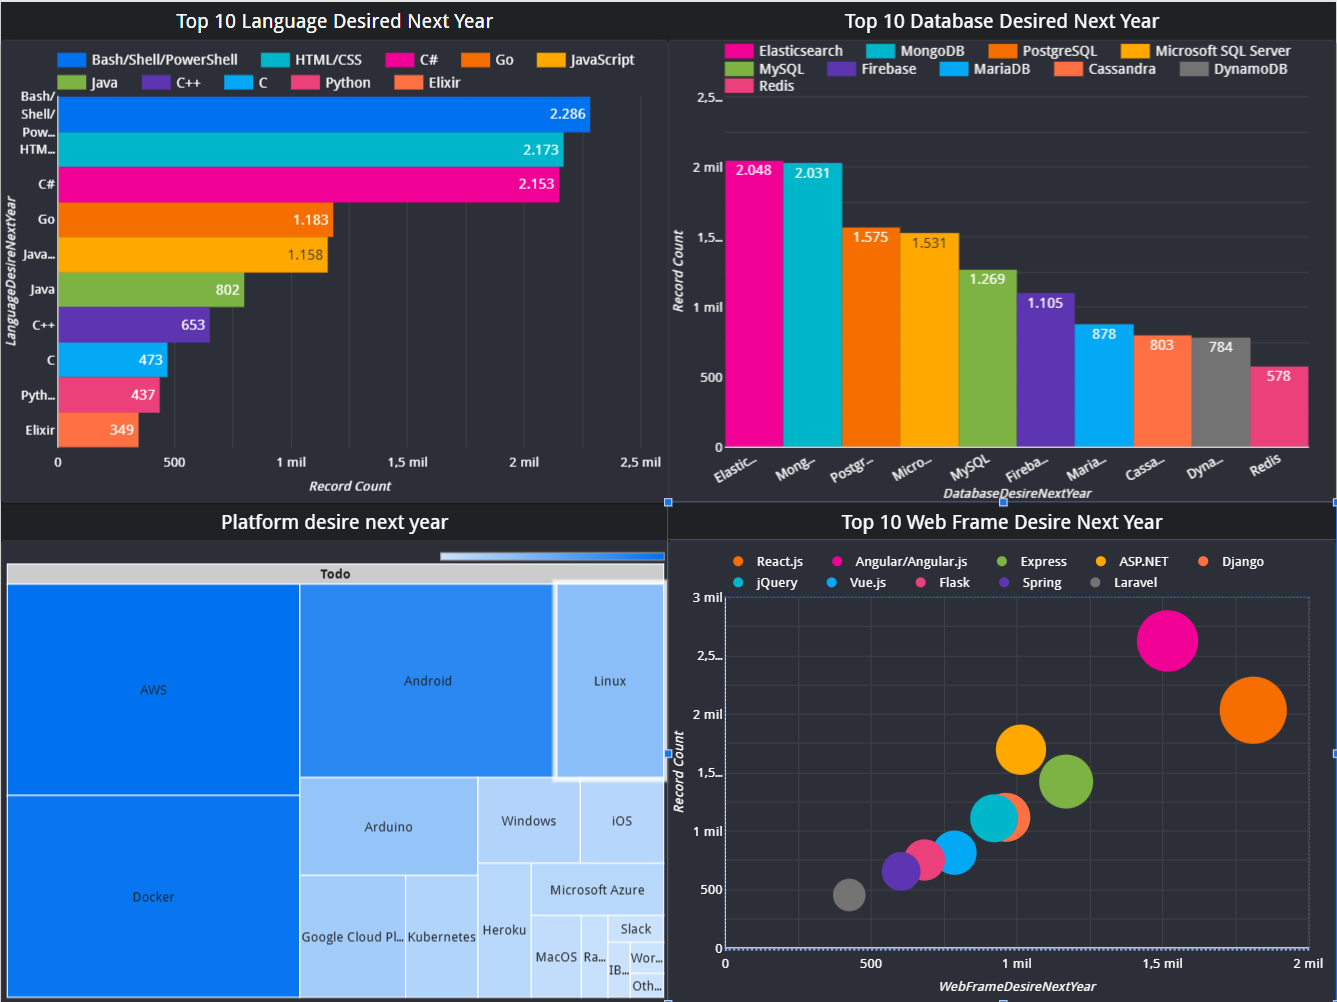 Top 10 Language Desired Next Year
Bash/Shell/PowerShell HTML/CSS C# Go JavaScript
Java C++ C Python Elixir
LanguageDesireNextYear
Bash/
Shell/
Pow...
2.286
HTM...
2.173
C#
2.153
Go
1.183
Java...
1.158
Java
802
C++
653
C
473
Pyth...
437
Elixir
349
0 500 1 mil 1,5 mil 2 mil 2,5 mil
Record Count
Top 10 Database Desired Next Year
Elasticsearch MongoDB PostgreSQL Microsoft SQL Server
MySQL Firebase MariaDB Cassandra DynamoDB
Redis
Record Count
2,5...
2 mil
1,5...
1 mil
500
0
2.048 2.031 1.575 1.531 1.269 1.105 878 803 784 578
Elastic... Mong... Postgr... Micro... MySQL Fireba... Maria... Cassa... Dyna... Redis
DatabaseDesireNextYear
Platform desire next year
Todo
AWS
Android
Linux
Docker
Arduino
Windows
iOS
Google Cloud Pl...
Kubernetes
Heroku
Microsoft Azure
MacOS
Ra...
Slack
IB...
Wor...
Oth...
Top 10 Web Frame Desire Next Year
React.js Angular/Angular.js Express ASP.NET Django
jQuery Vue.js Flask Spring Laravel
Record Count
3 mil
2,5...
2 mil
1,5...
1 mil
500
0
0 500 1 mil 1,5 mil 2 mil
WebFrameDesireNextYear